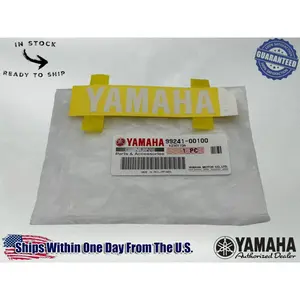 IN STOCK
READY TO SHIP
GUARANTEED
YAMAHA
YAMAHA 99241-00100
Parts & Accessories
1 PC
Ships Within One Day From The U.S.
YAMAHA
Authorized Dealer